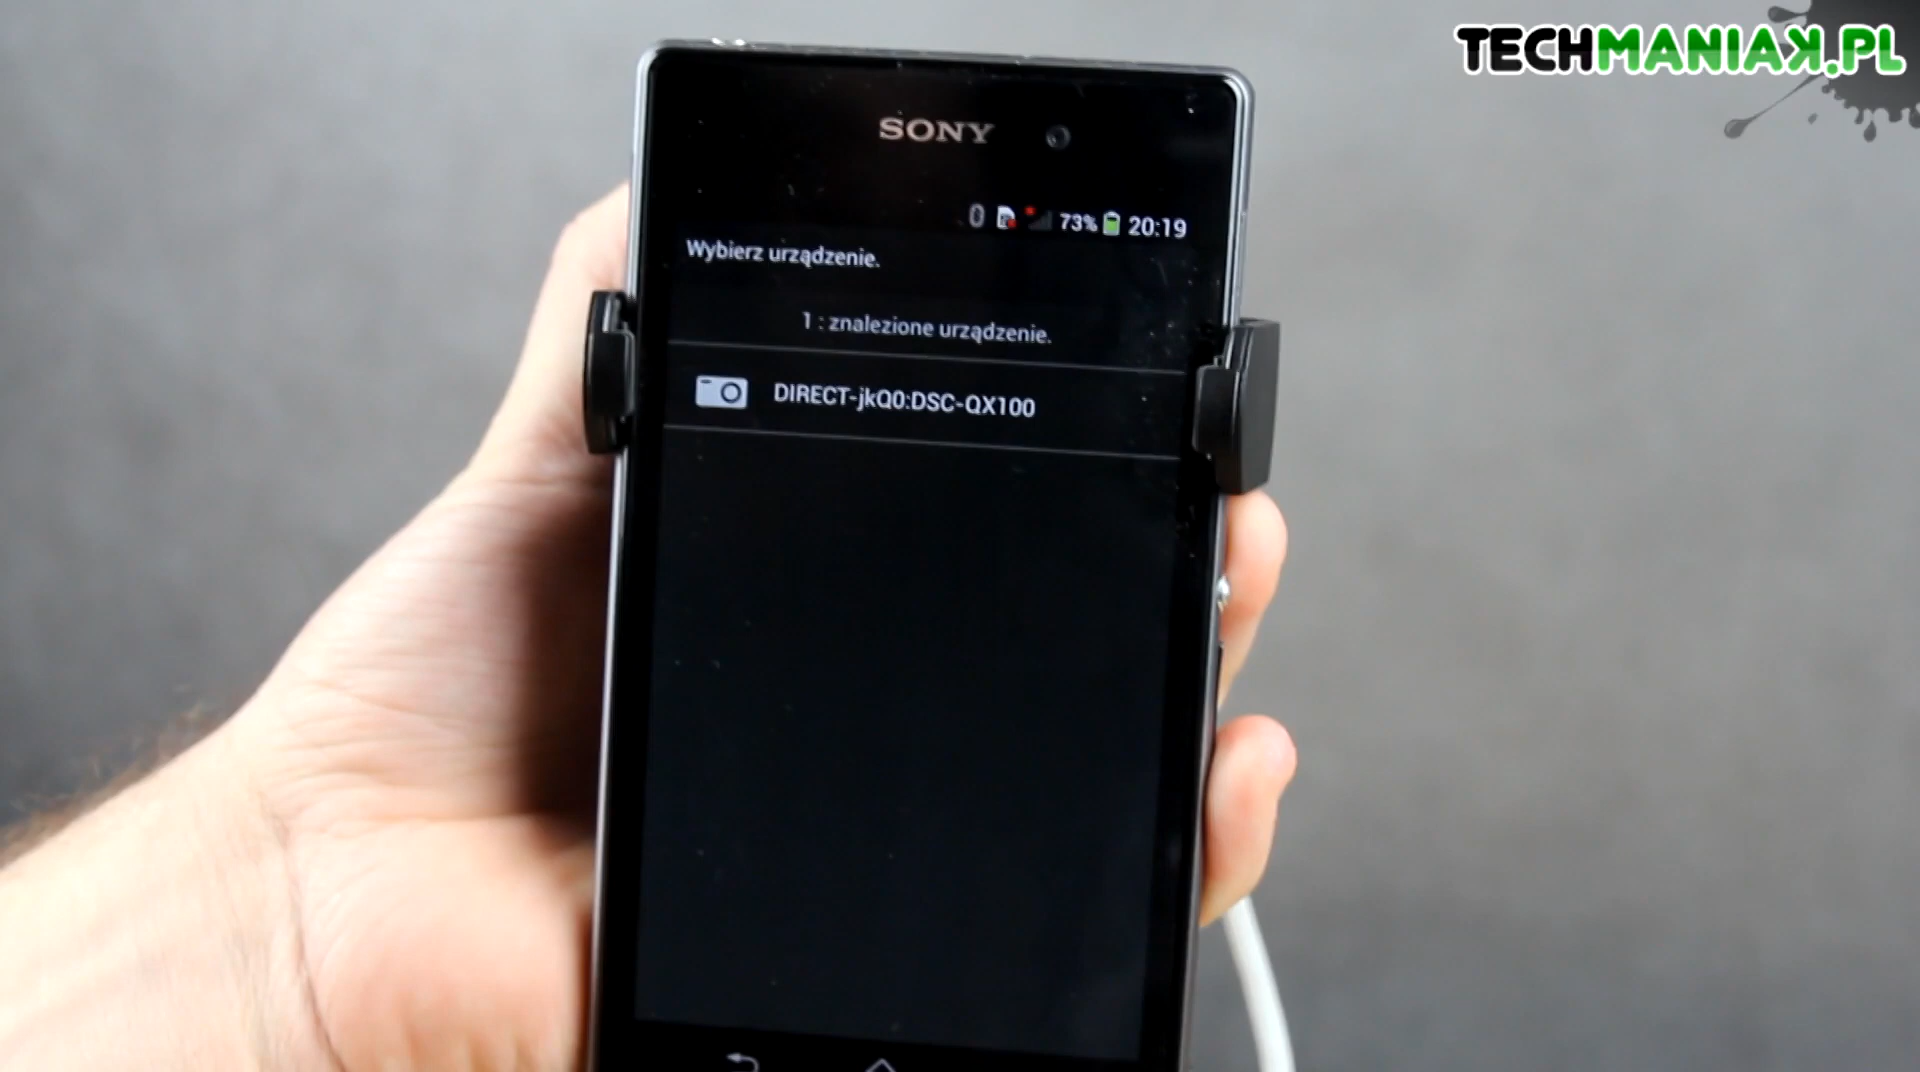 TECHMANIAK.PL
SONY
73% 20:19
Wybierz urządzenie.
1 : znalezione urządzenie.
DIRECT-jkQ0:DSC-QX100